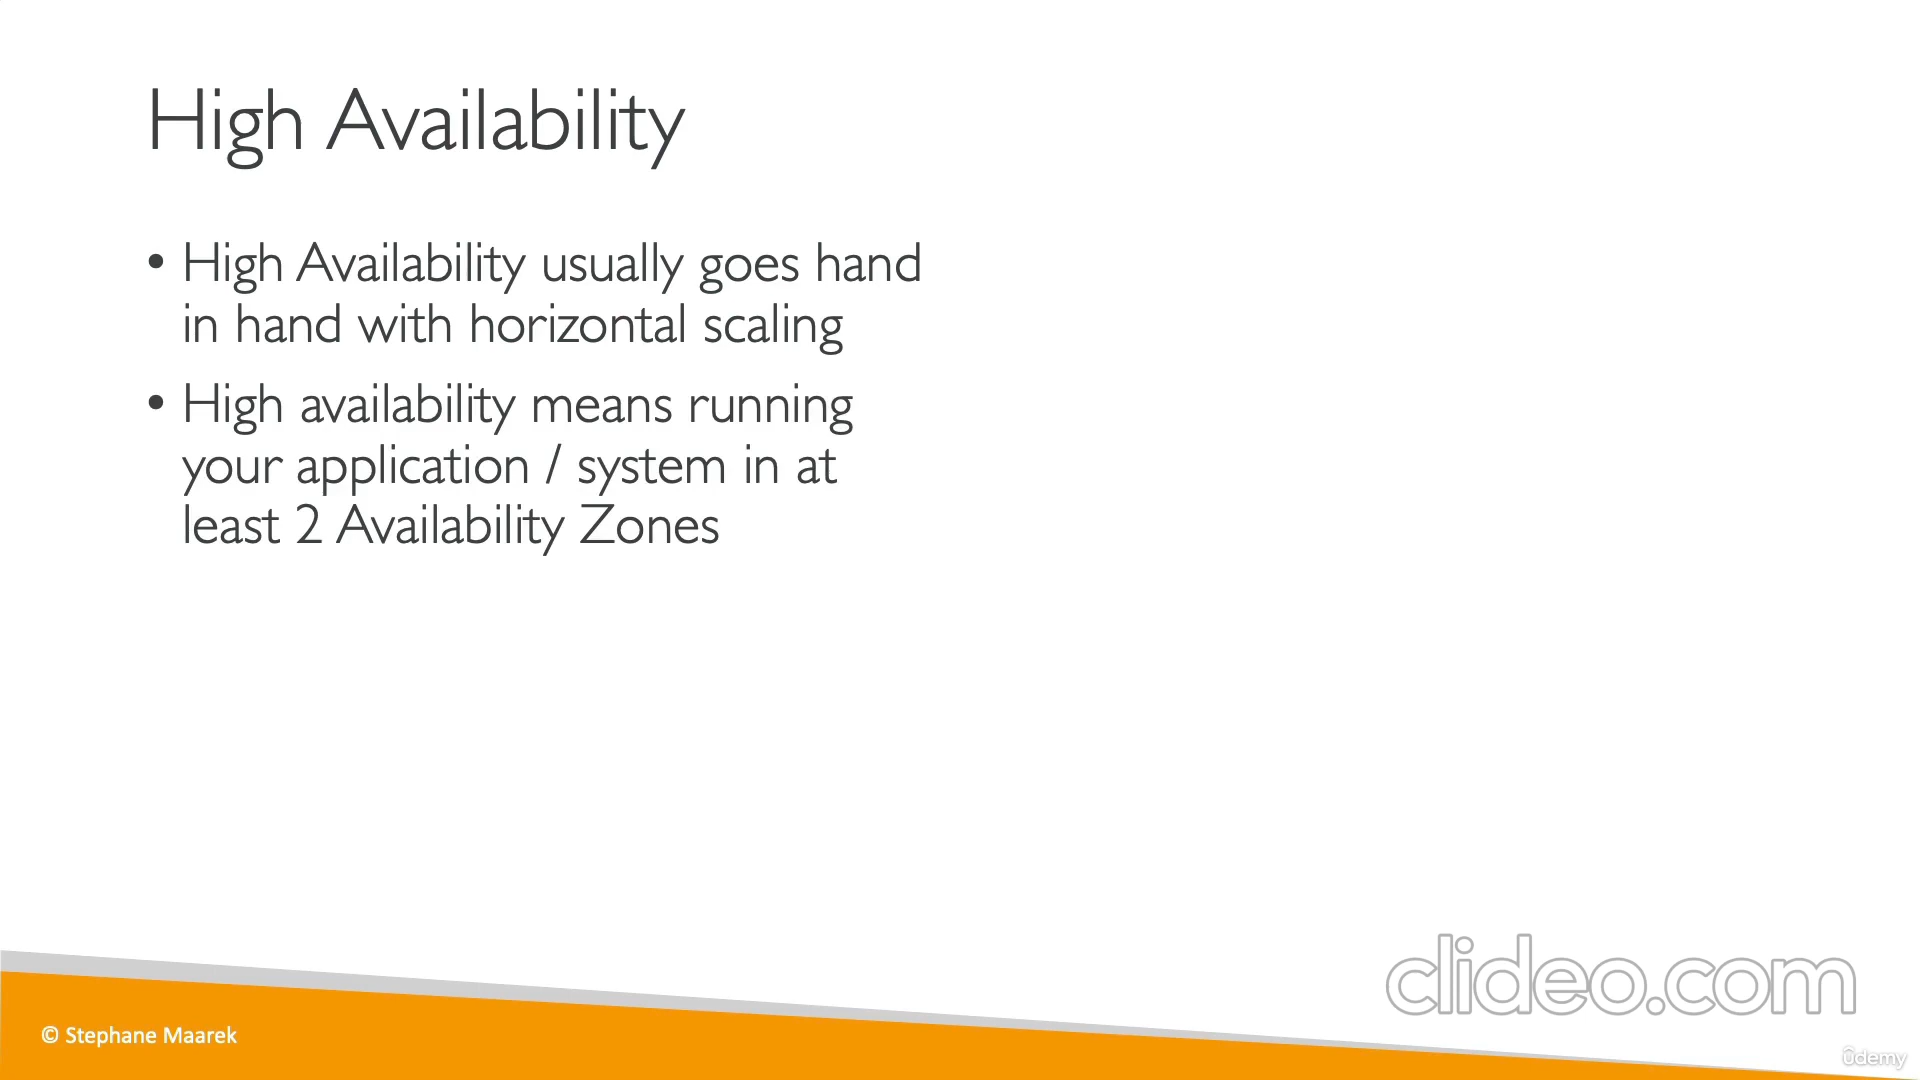 High Availability
• High Availability usually goes hand
in hand with horizontal scaling
• High availability means running
your application / system in at
least 2 Availability Zones
clideo.com
© Stephane Maarek
ûdemy